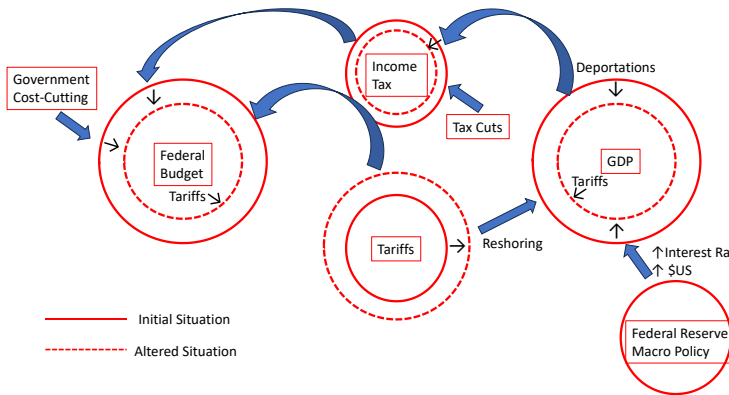 Government
Cost-Cutting
Income
Tax
Deportations
Tax Cuts
Federal
Budget
Tariffs
GDP
Tariffs
Tariffs
Reshoring
↑Interest Ra
↑ $US
Initial Situation
Altered Situation
Federal Reserve
Macro Policy